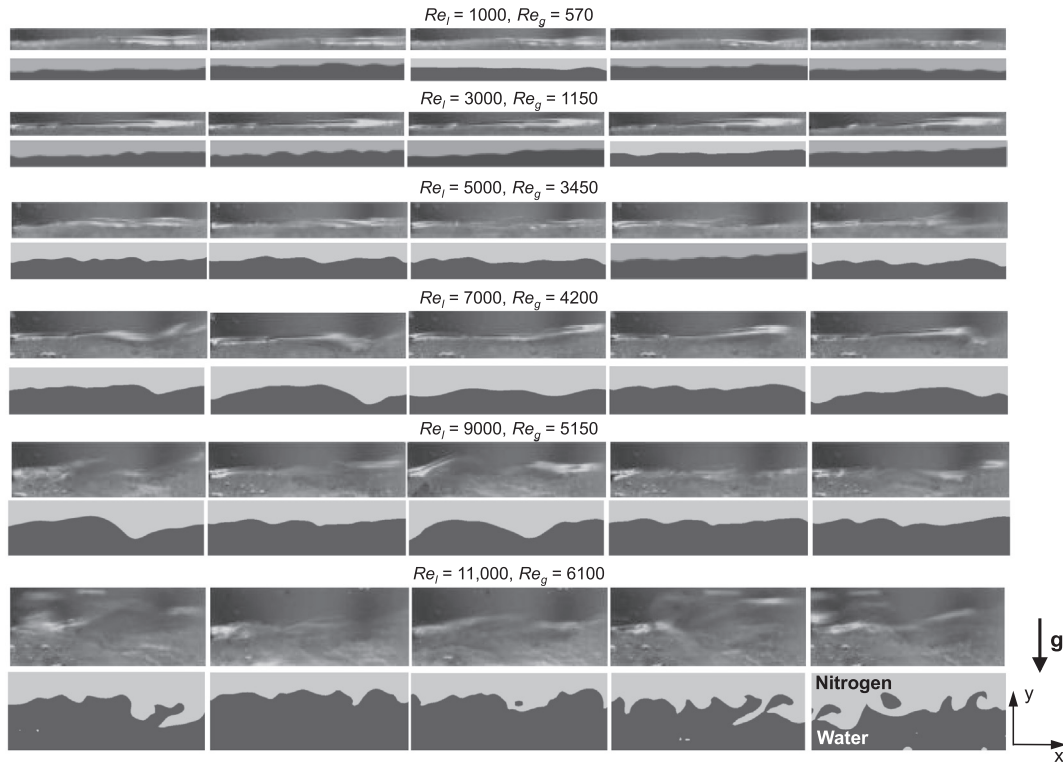 Re_l = 1000, Re_g = 570
Re_l = 3000, Re_g = 1150
Re_l = 5000, Re_g = 3450
Re_l = 7000, Re_g = 4200
Re_l = 9000, Re_g = 5150
Re_l = 11,000, Re_g = 6100
g
Nitrogen
y
Water
x